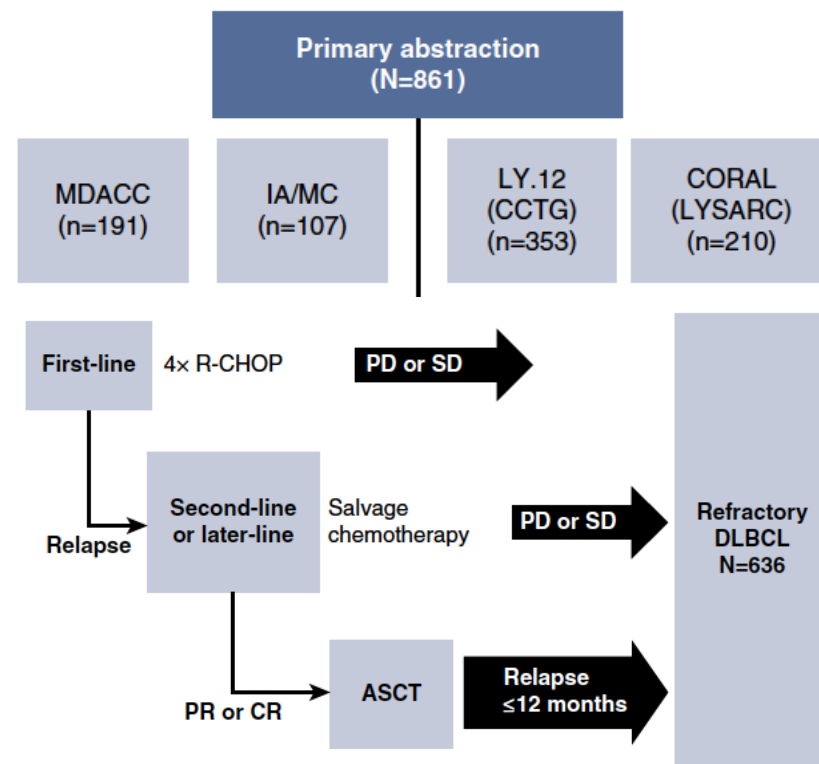 Primary abstraction
(N=861)
MDACC
(n=191)
IA/MC
(n=107)
LY.12
(CCTG)
(n=353)
CORAL
(LYSARC)
(n=210)
First-line
4× R-CHOP
PD or SD
Relapse
Second-line
or later-line
Salvage
chemotherapy
PD or SD
Refractory
DLBCL
N=636
PR or CR
ASCT
Relapse
≤12 months